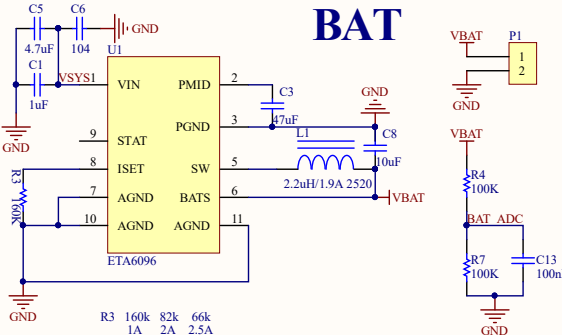 BAT
C5
C6
4.7uF
104
GND
C1
1uF
GND
U1
VSYS
1
VIN
9
STAT
8
ISET
7
AGND
10
AGND
PMID
2
PGND
3
SW
5
BATS
6
AGND
11
ETA6096
C3
47uF
GND
C8
10uF
L1
2.2uH/1.9A 2520
VBAT
R3
160K
GND
R3 160k 82k 66k
1A 2A 2.5A
VBAT
P1
1
2
GND
VBAT
R4
100K
BAT_ADC
R7
100K
C13
100n
GND